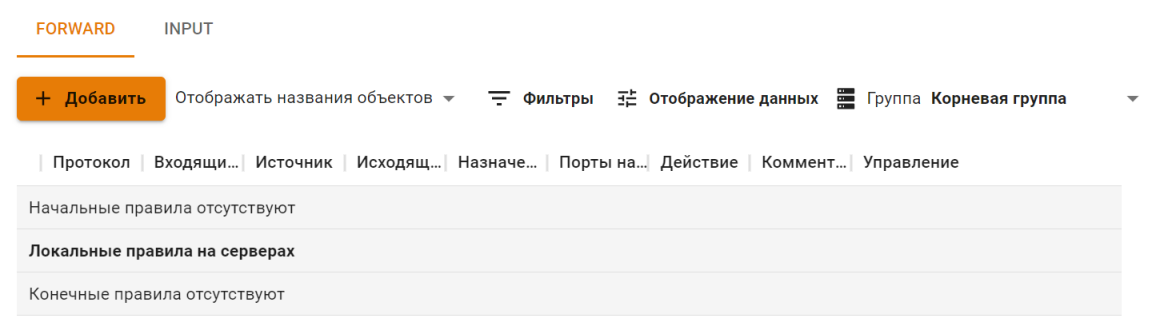 FORWARD INPUT
+ Добавить Отображать названия объектов Фильтры Отображение данных Группа Корневая группа
Протокол Входящи... Источник Исходящ... Назначе... Порты на... Действие Коммент... Управление
Начальные правила отсутствуют
Локальные правила на серверах
Конечные правила отсутствуют